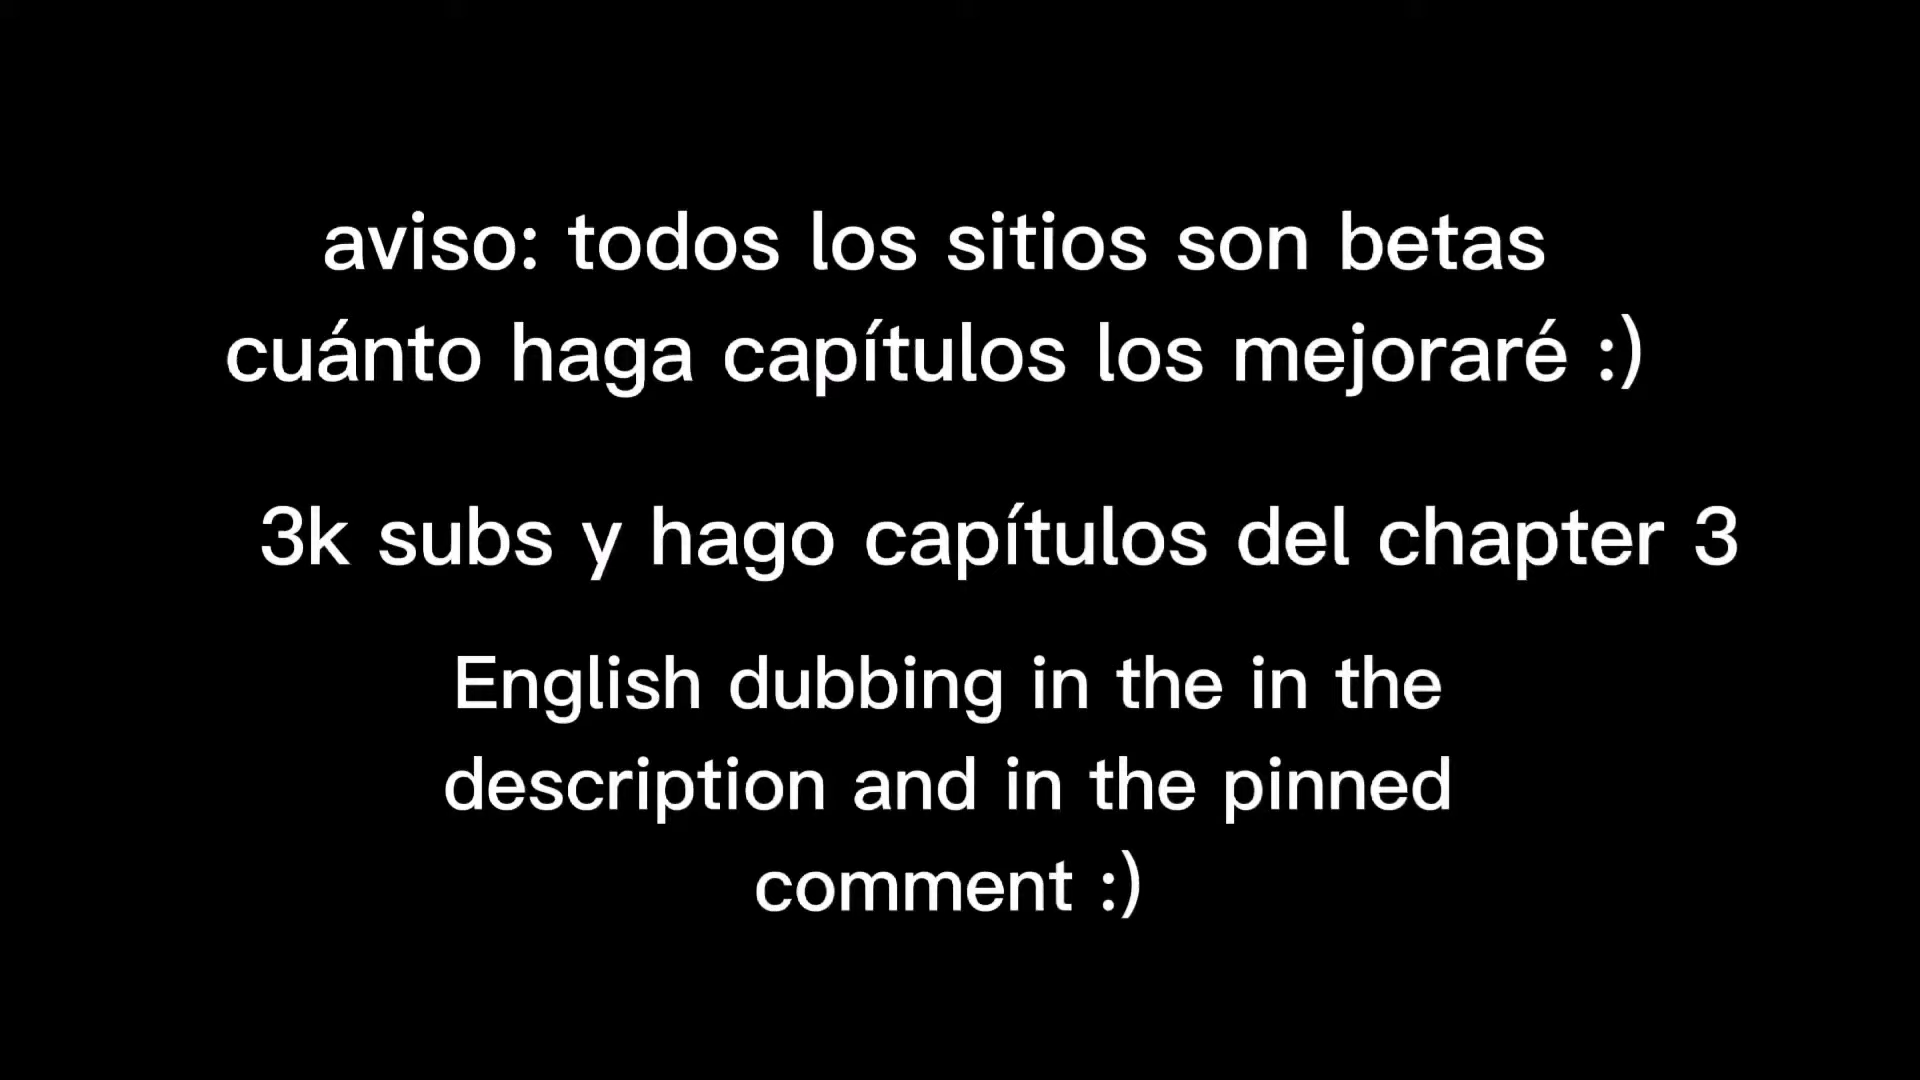 aviso: todos los sitios son betas
cuánto haga capítulos los mejoraré :)
3k subs y hago capítulos del chapter 3
English dubbing in the in the
description and in the pinned
comment :)